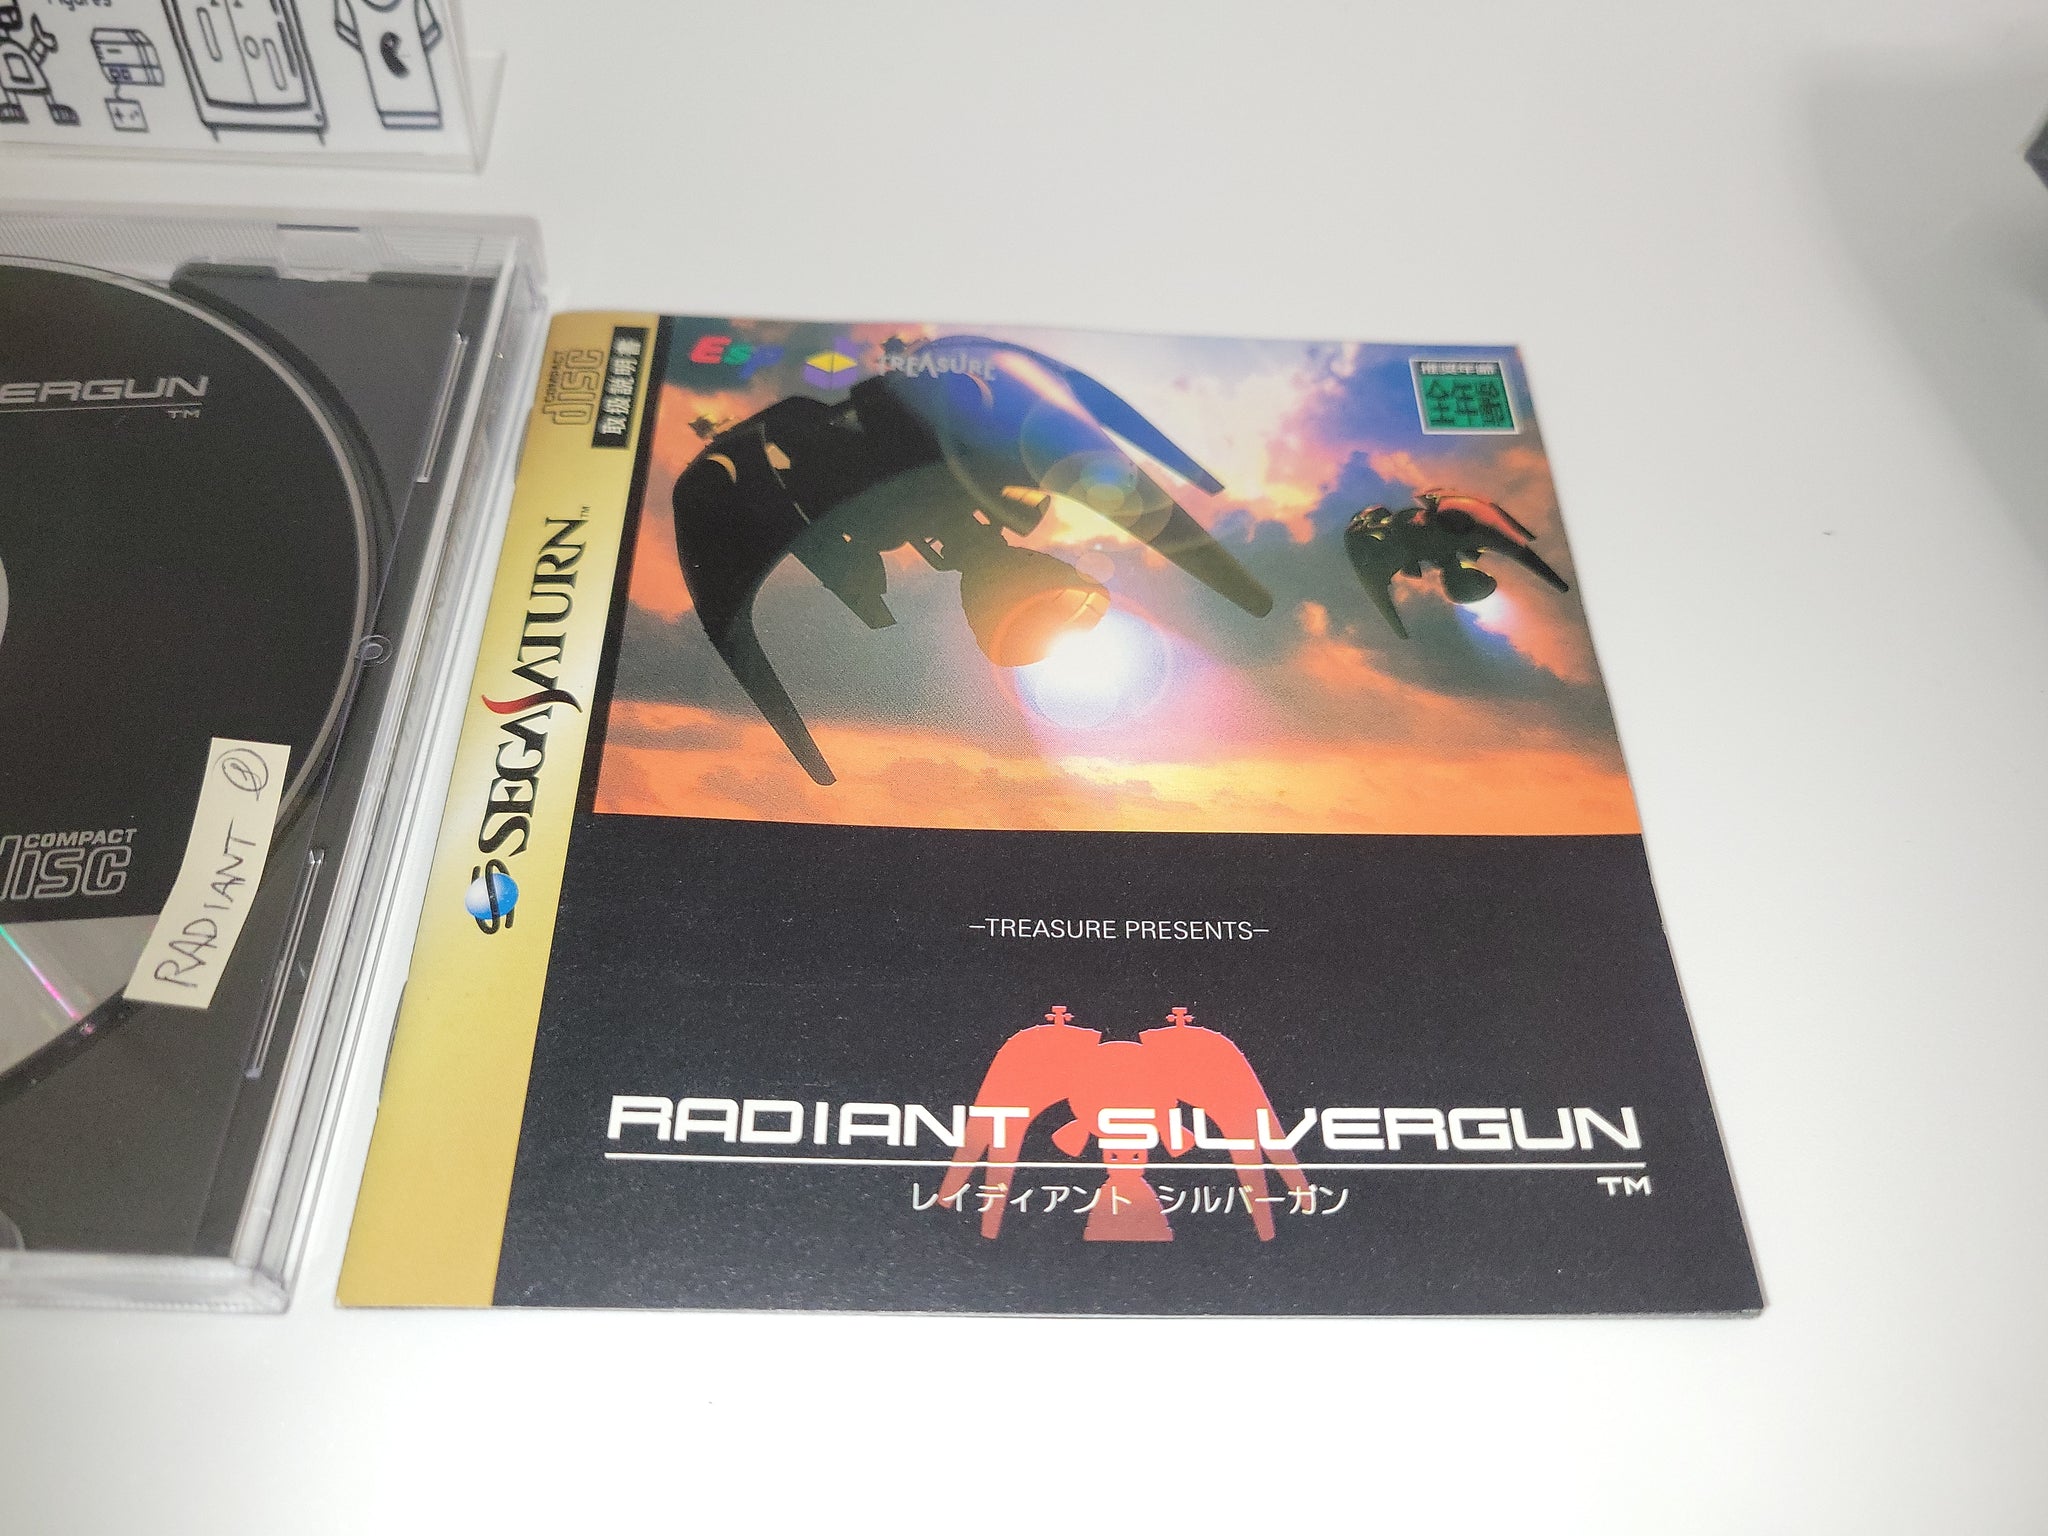 Figures
ERGUN
TM
COMPACT
disc
RADIANT
COMPACT
disc
取扱説明書
SEGA SATURN
TM
ESP
TREASURE
推奨年齢
全年齢
–TREASURE PRESENTS–
RADIANT SILVERGUN
TM
レイディアント シルバーガン